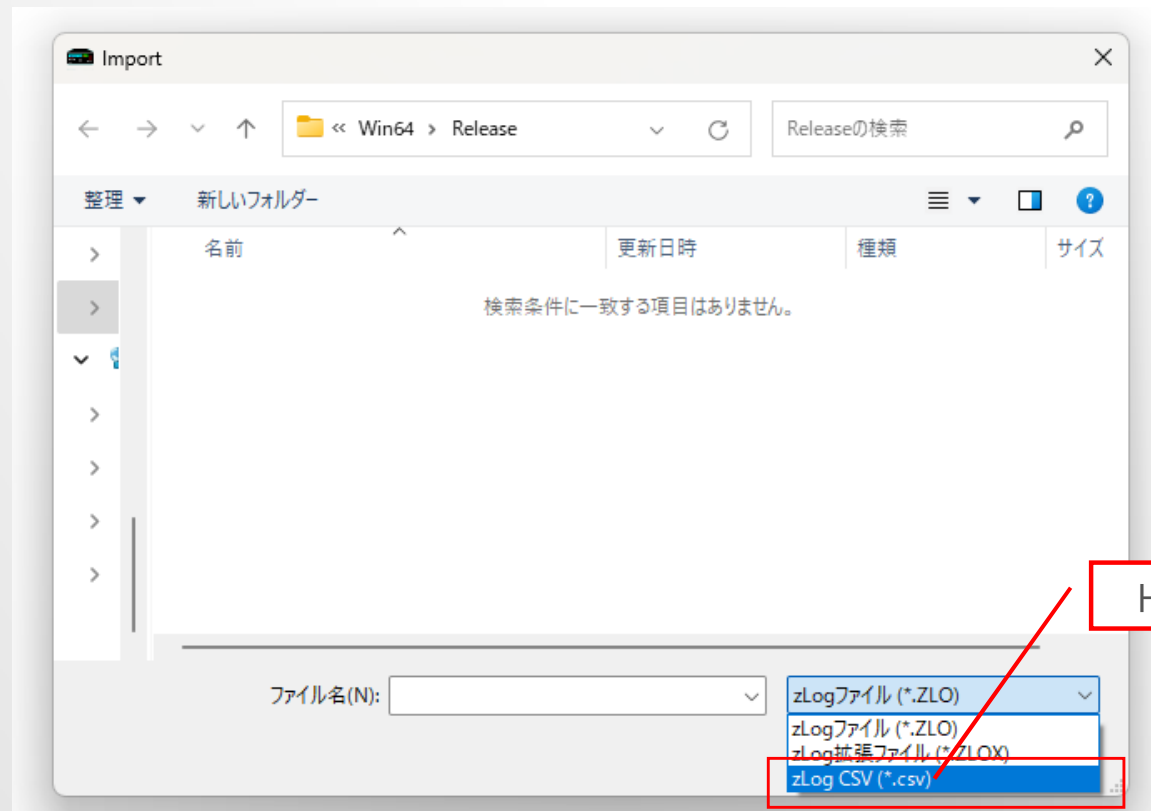 Import
« Win64 > Release
Releaseの検索
整理
新しいフォルダー
名前
更新日時
種類
サイズ
検索条件に一致する項目はありません。
ファイル名(N):
zLogファイル (*.ZLO)
zLogファイル (*.ZLO)
zLog拡張ファイル (*.ZLOX)
zLog CSV (*.csv)